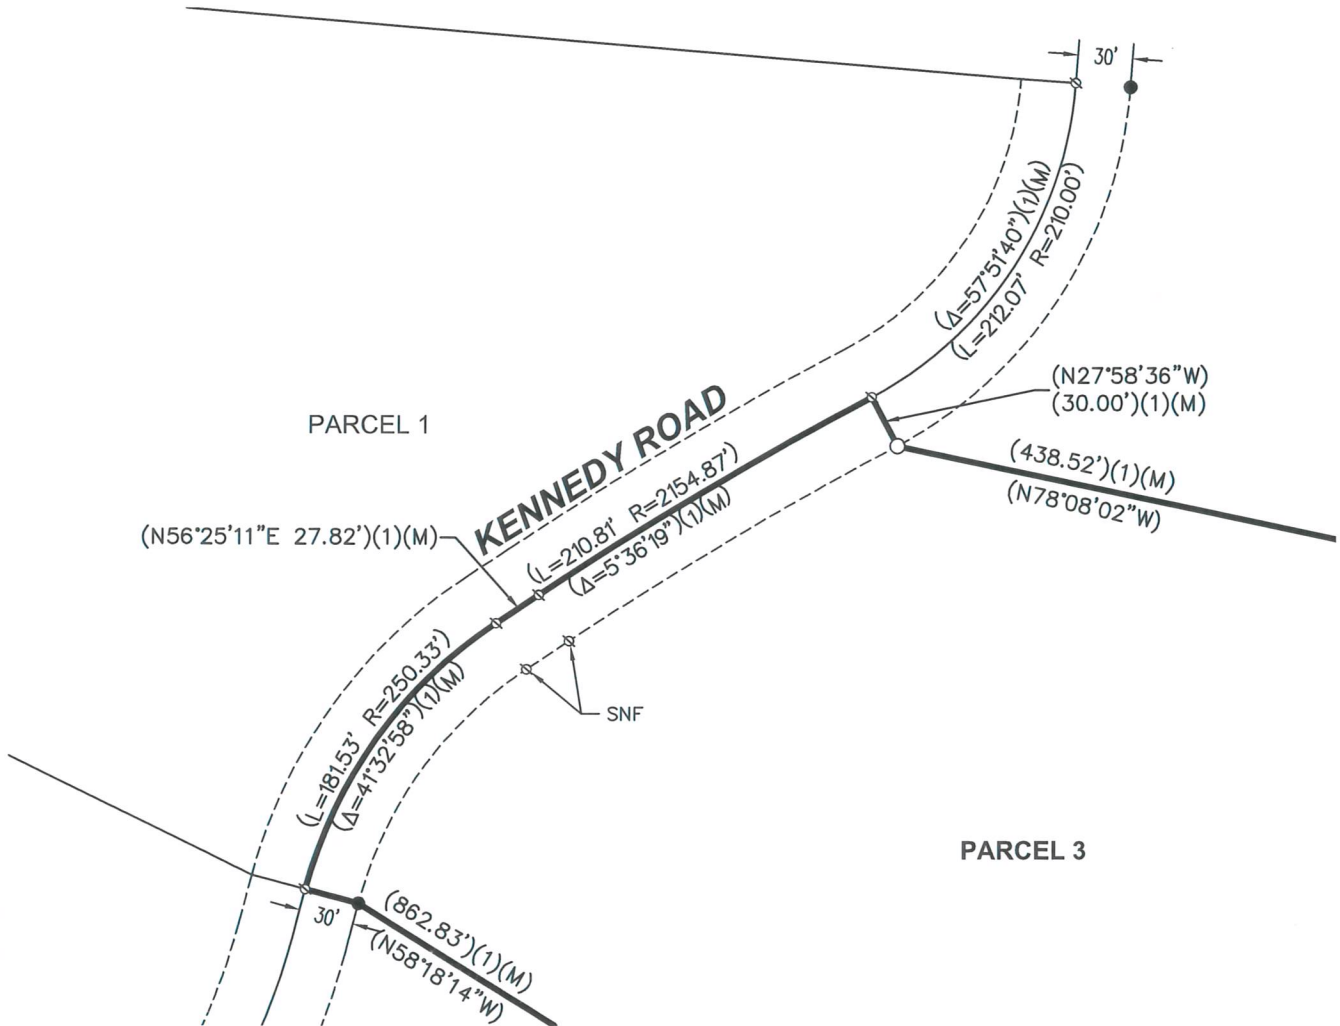 30'
(Δ=57°51'40")(1)(M)
(L=212.07' R=210.00')
(N27°58'36"W)
(30.00')(1)(M)
PARCEL 1
KENNEDY ROAD
(438.52')(1)(M)
(N78°08'02"W)
(L=210.81' R=2154.87')
(Δ=5°36'19")(1)(M)
(N56°25'11"E 27.82')(1)(M)
SNF
(L=181.53' R=250.33')
(Δ=41°32'58")(1)(M)
PARCEL 3
30'
(862.83')(1)(M)
(N58°18'14"W)